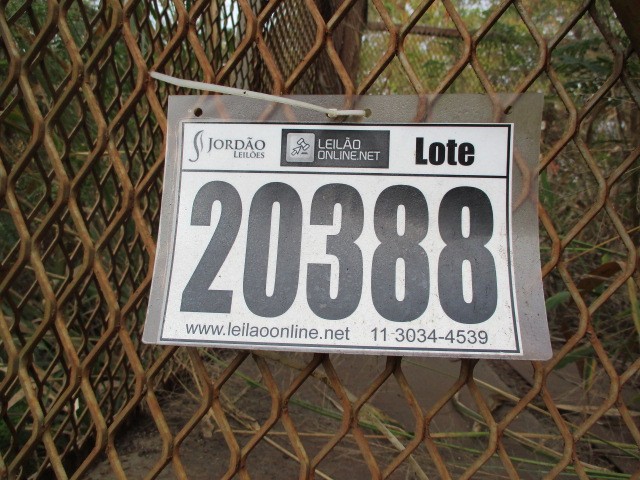 JORDÃO LEILÕES
LEILÃO ONLINE.NET
Lote
20388
www.leilaoonline.net 11 3034-4539